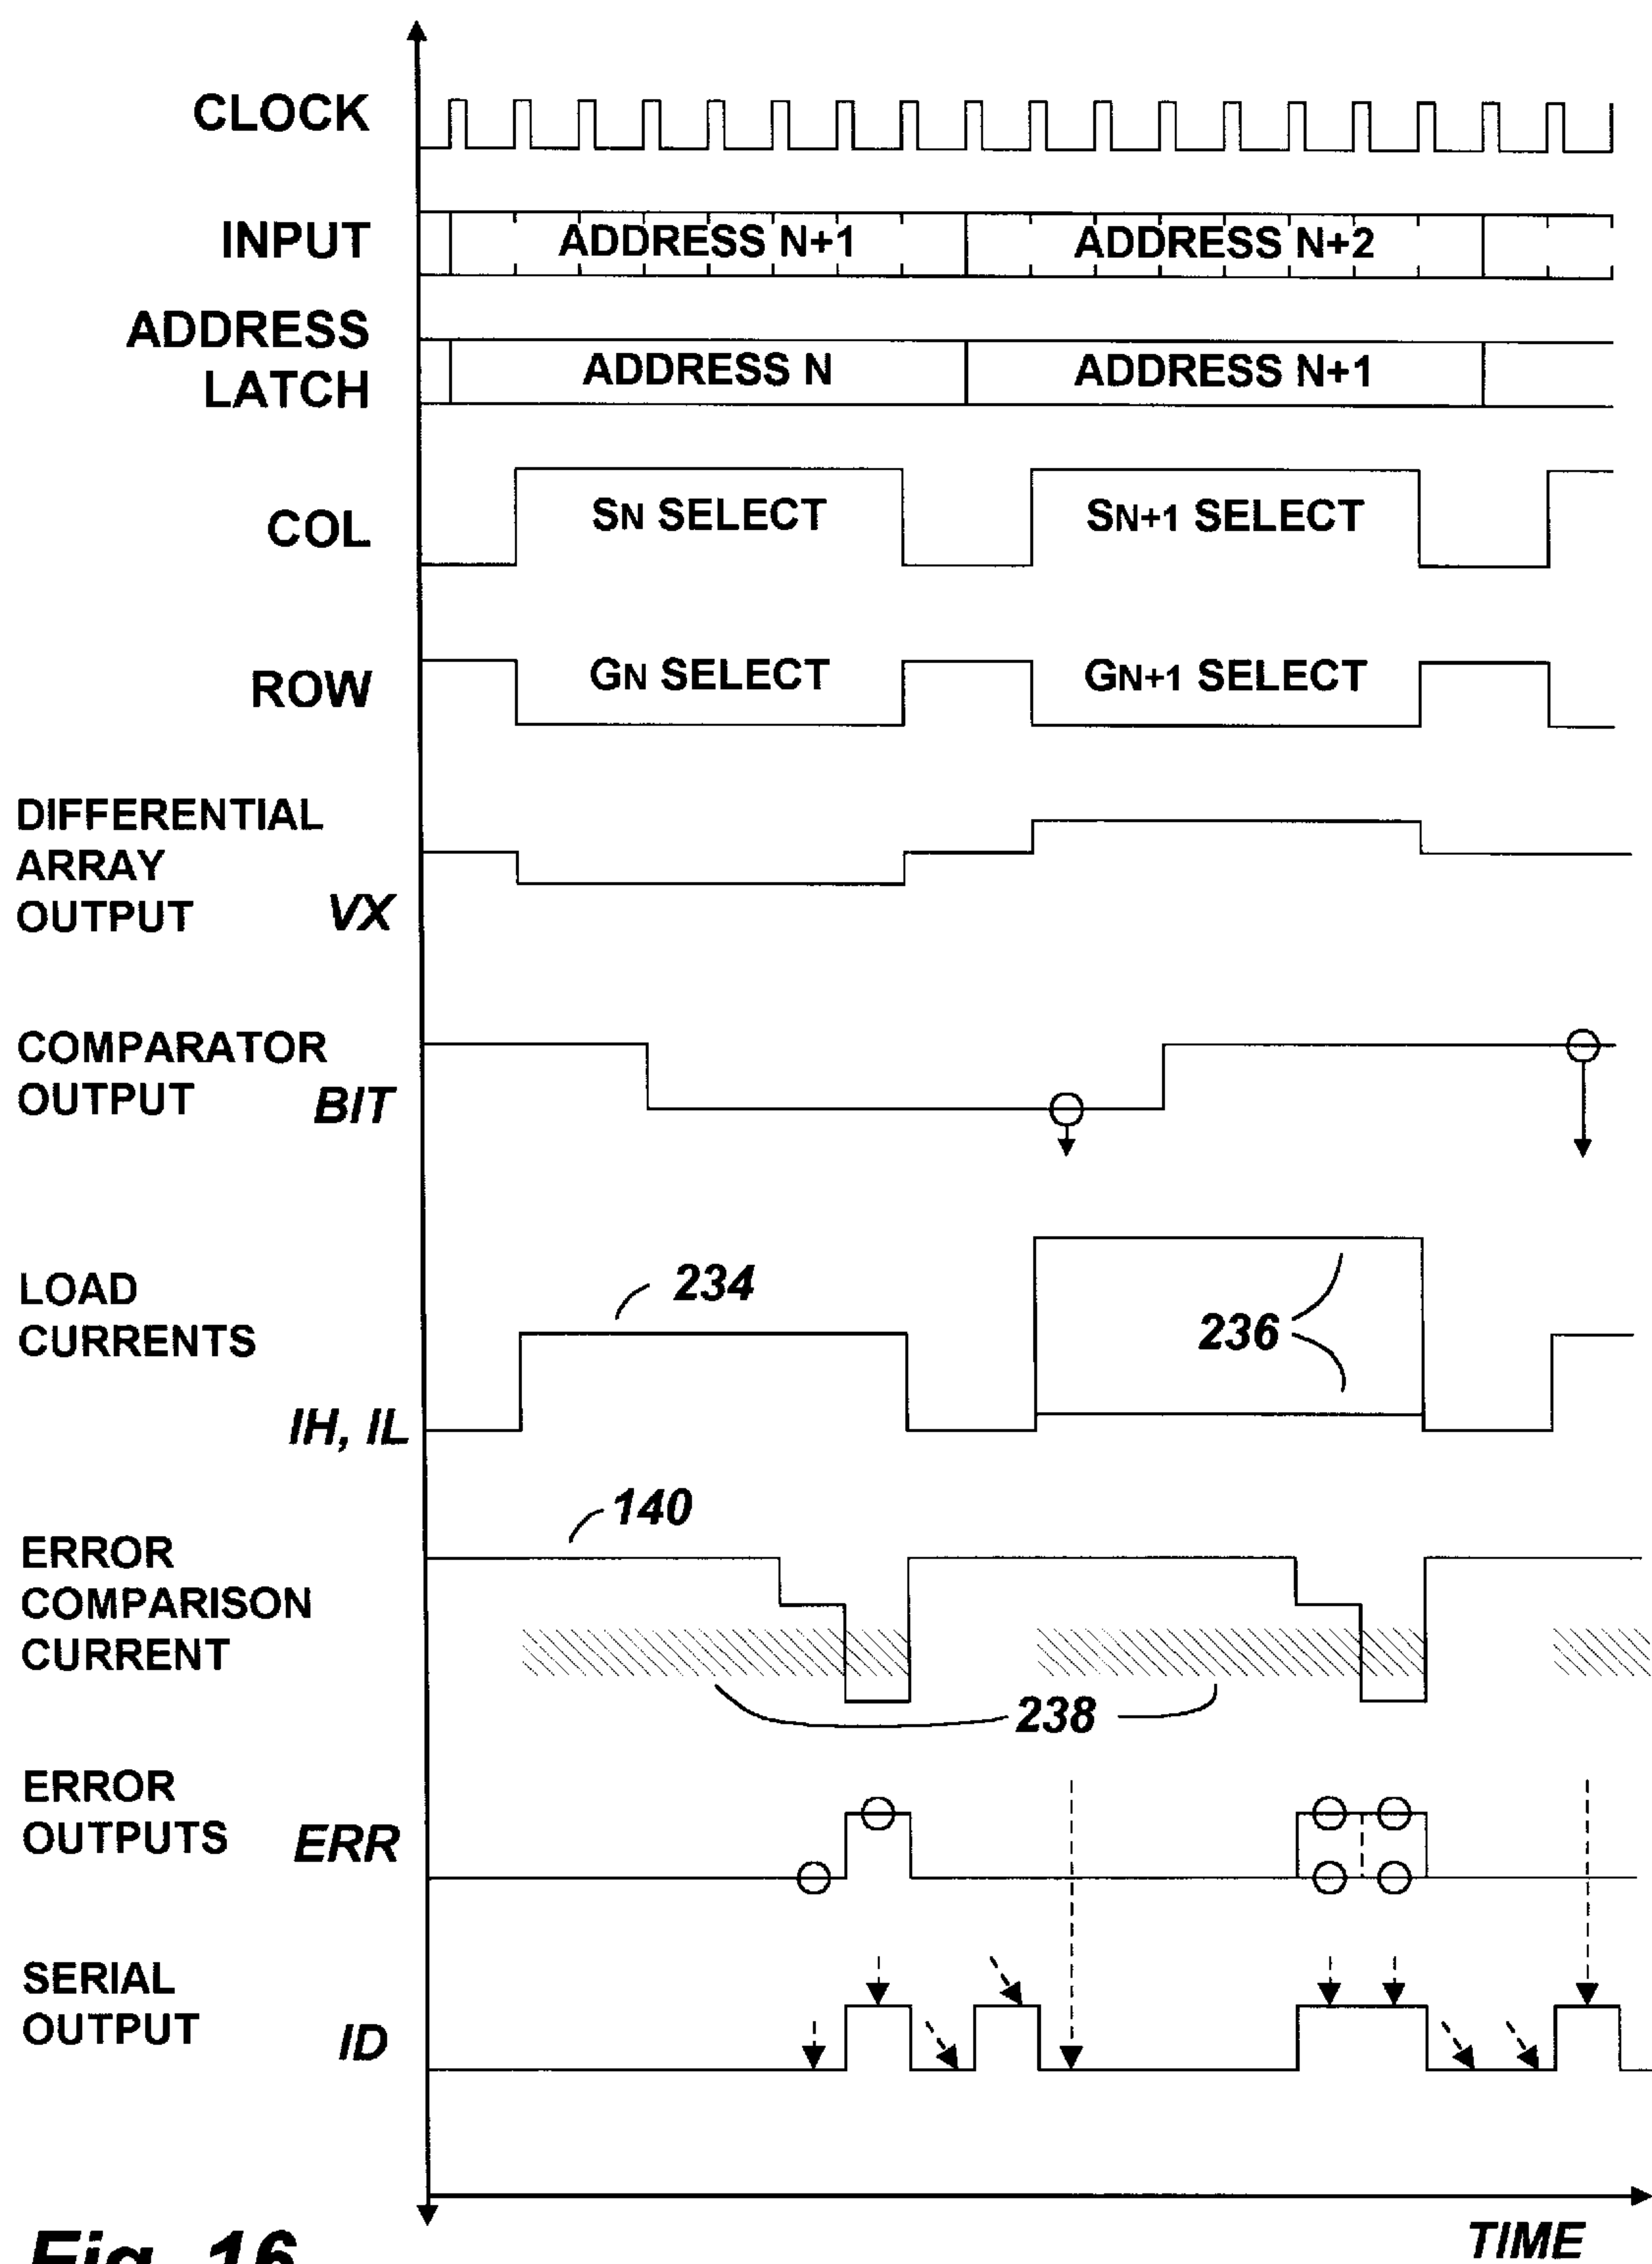 CLOCK
INPUT
ADDRESS N+1
ADDRESS N+2
ADDRESS
LATCH
ADDRESS N
ADDRESS N+1
COL
SN SELECT
SN+1 SELECT
ROW
GN SELECT
GN+1 SELECT
DIFFERENTIAL
ARRAY
OUTPUT VX
COMPARATOR
OUTPUT BIT
LOAD
CURRENTS
234
236
IH, IL
140
ERROR
COMPARISON
CURRENT
238
ERROR
OUTPUTS ERR
SERIAL
OUTPUT ID
TIME
Fig. 16